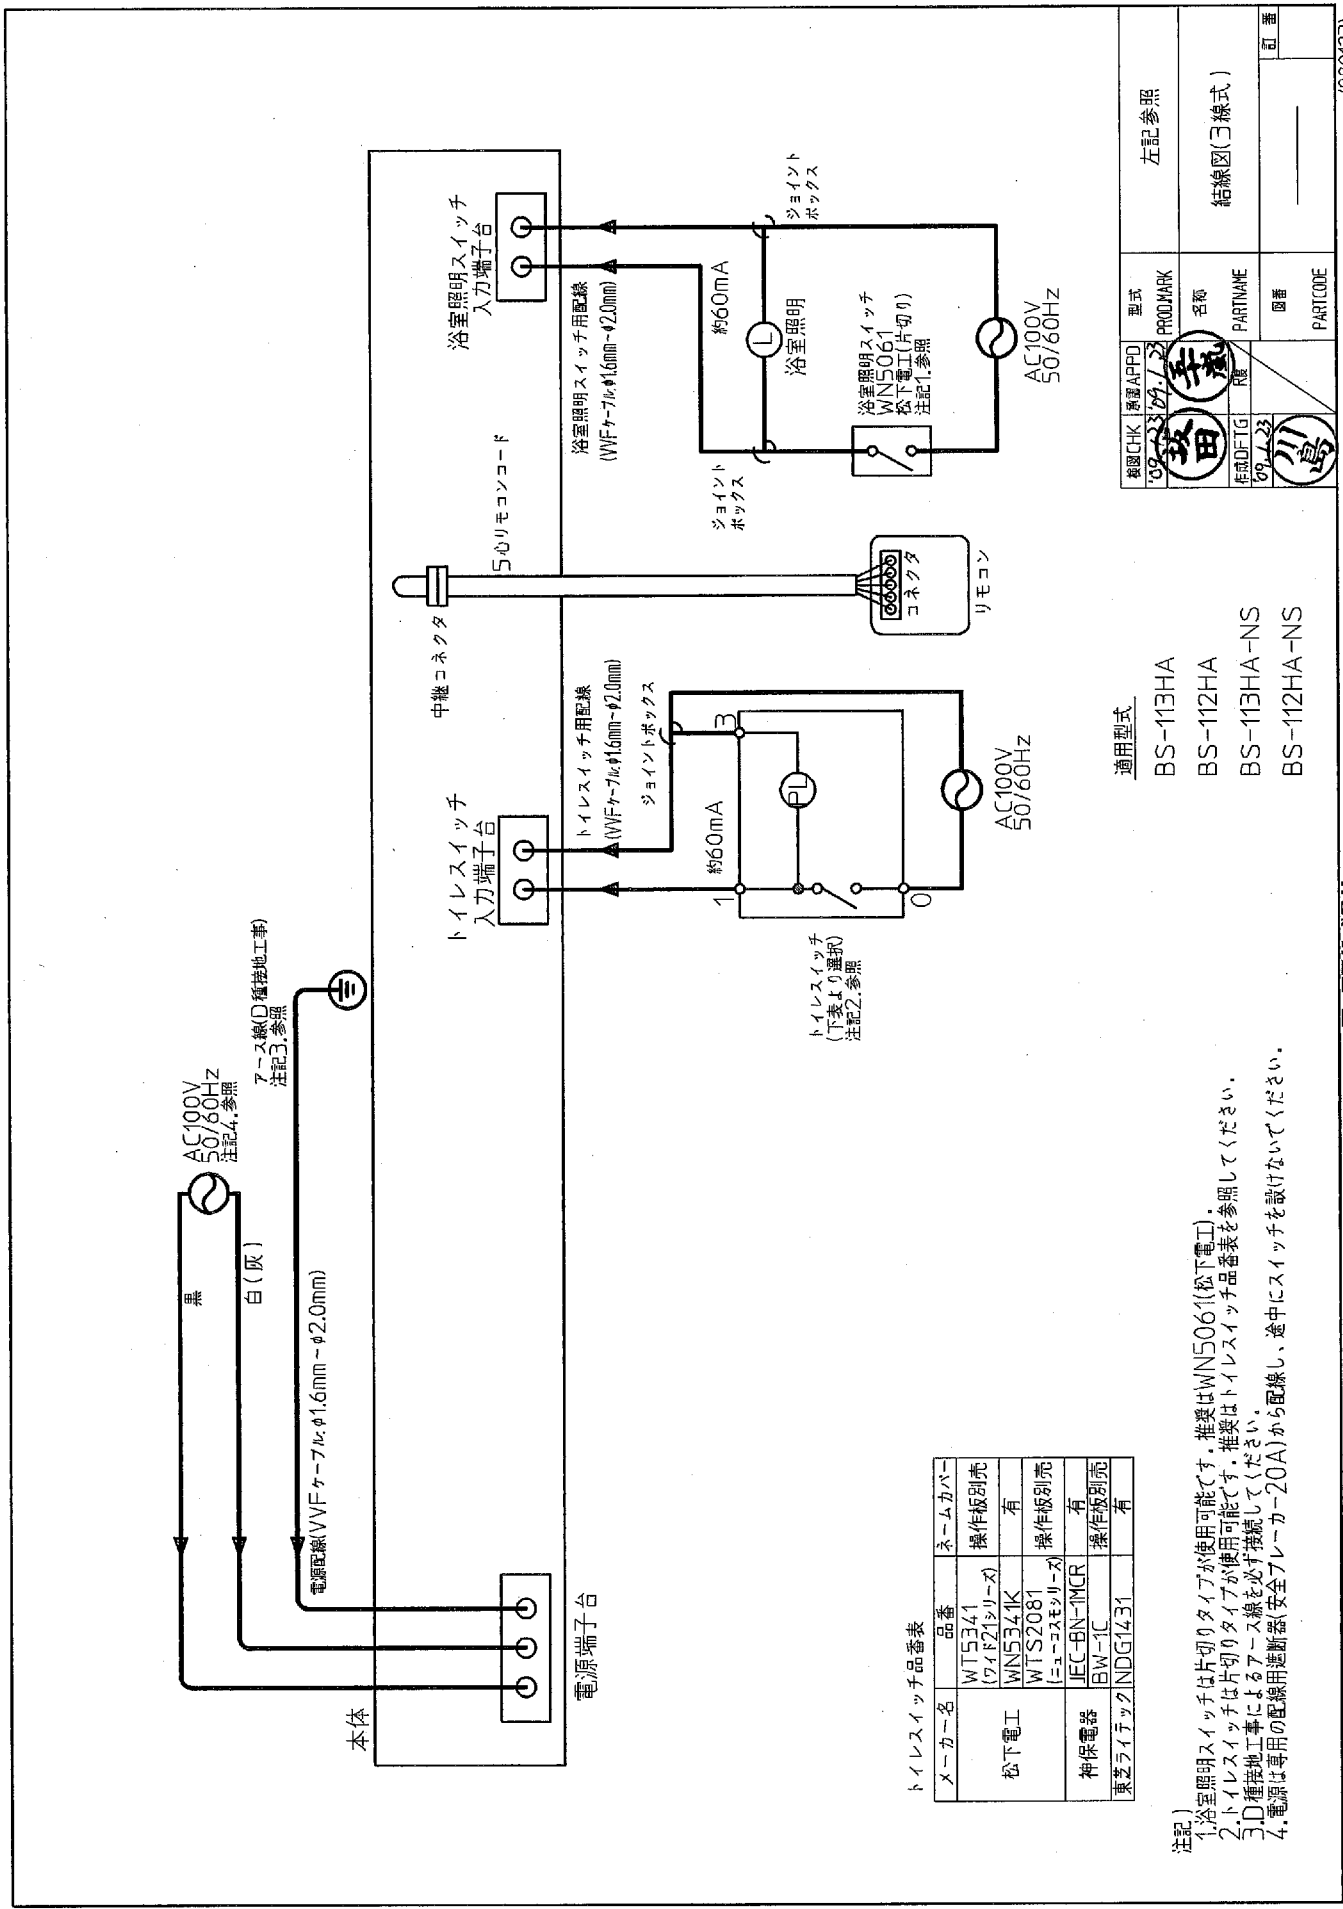 AC100V
50/60Hz
注記4.参照
黒
白(灰)
アース線(D種接地工事)
注記3.参照
電源配線(VVFケーブル:φ1.6mm~φ2.0mm)
本体
電源端子台
トイレスイッチ
入力端子台
トイレスイッチ用配線
(VVFケーブル:φ1.6mm~φ2.0mm)
ジョイントボックス
約60mA
1
3
PL
0
トイレスイッチ
(下表より選択)
注記2.参照
AC100V
50/60Hz
中継コネクタ
5心リモコンコード
コネクタ
リモコン
浴室照明スイッチ
入力端子台
浴室照明スイッチ用配線
(VVFケーブル:φ1.6mm~φ2.0mm)
約60mA
ジョイント
ボックス
ジョイント
ボックス
L
浴室照明
浴室照明スイッチ
WN5061
松下電工(片切り)
注記1.参照
AC100V
50/60Hz
トイレスイッチ品番表
メーカー名 品番 ネームカバー
松下電工 WT5341 操作板別売
(ワイド21シリーズ)
WN5341K 有
WTS2081 操作板別売
(ニューコスモシリーズ)
神保電器 JEC-BN-1MCR 有
BW-1C 操作板別売
東芝ライテック NDG1431 有
注記)
1.浴室照明スイッチは片切りタイプが使用可能です。推奨はWN5061(松下電工)。
2.トイレスイッチは片切りタイプが使用可能です。推奨はトイレスイッチ品番表を参照してください。
3.D種接地工事によるアース線を必ず接続してください。
4.電源は専用の配線用遮断器(安全ブレーカー20A)から配線し、途中にスイッチを設けないでください。
適用型式
BS-113HA
BS-112HA
BS-113HA-NS
BS-112HA-NS
検図CHK 承認APPD
'09.1.23 '09.1.23
坂田
作成DFTG 尺度
'09.1.23
川島
型式
PRODMARK
左記参照
名称
PARTNAME
結線図(3線式)
図番
PARTCODE
訂番